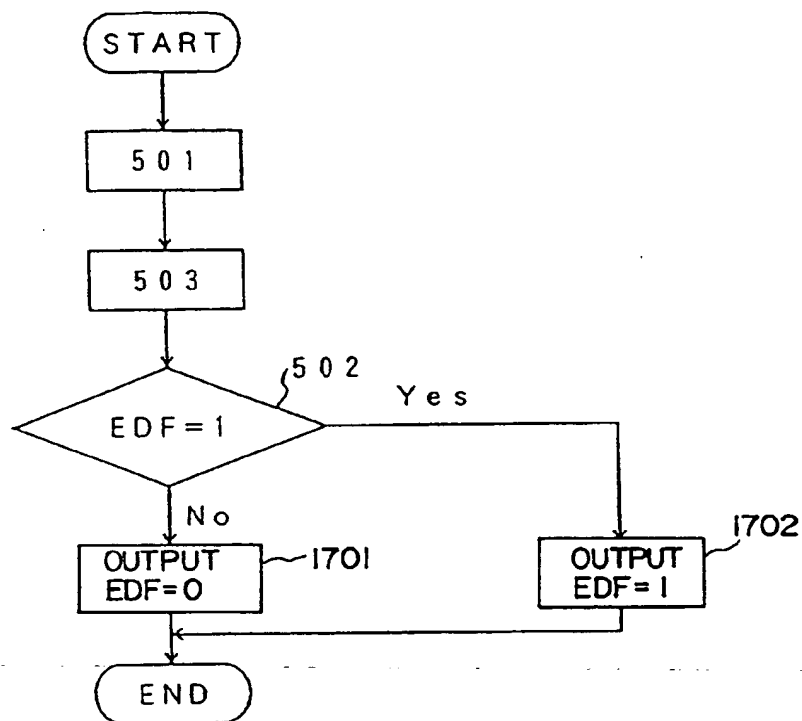 START
501
503
502
EDF=1
Yes
No
OUTPUT
EDF=0
1701
OUTPUT
EDF=1
1702
END